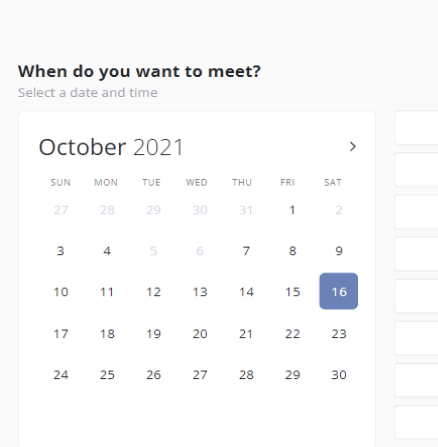 When do you want to meet?
Select a date and time
October 2021
SUN MON TUE WED THU FRI SAT
27 28 29 30 31 1 2
3 4 5 6 7 8 9
10 11 12 13 14 15 16
17 18 19 20 21 22 23
24 25 26 27 28 29 30